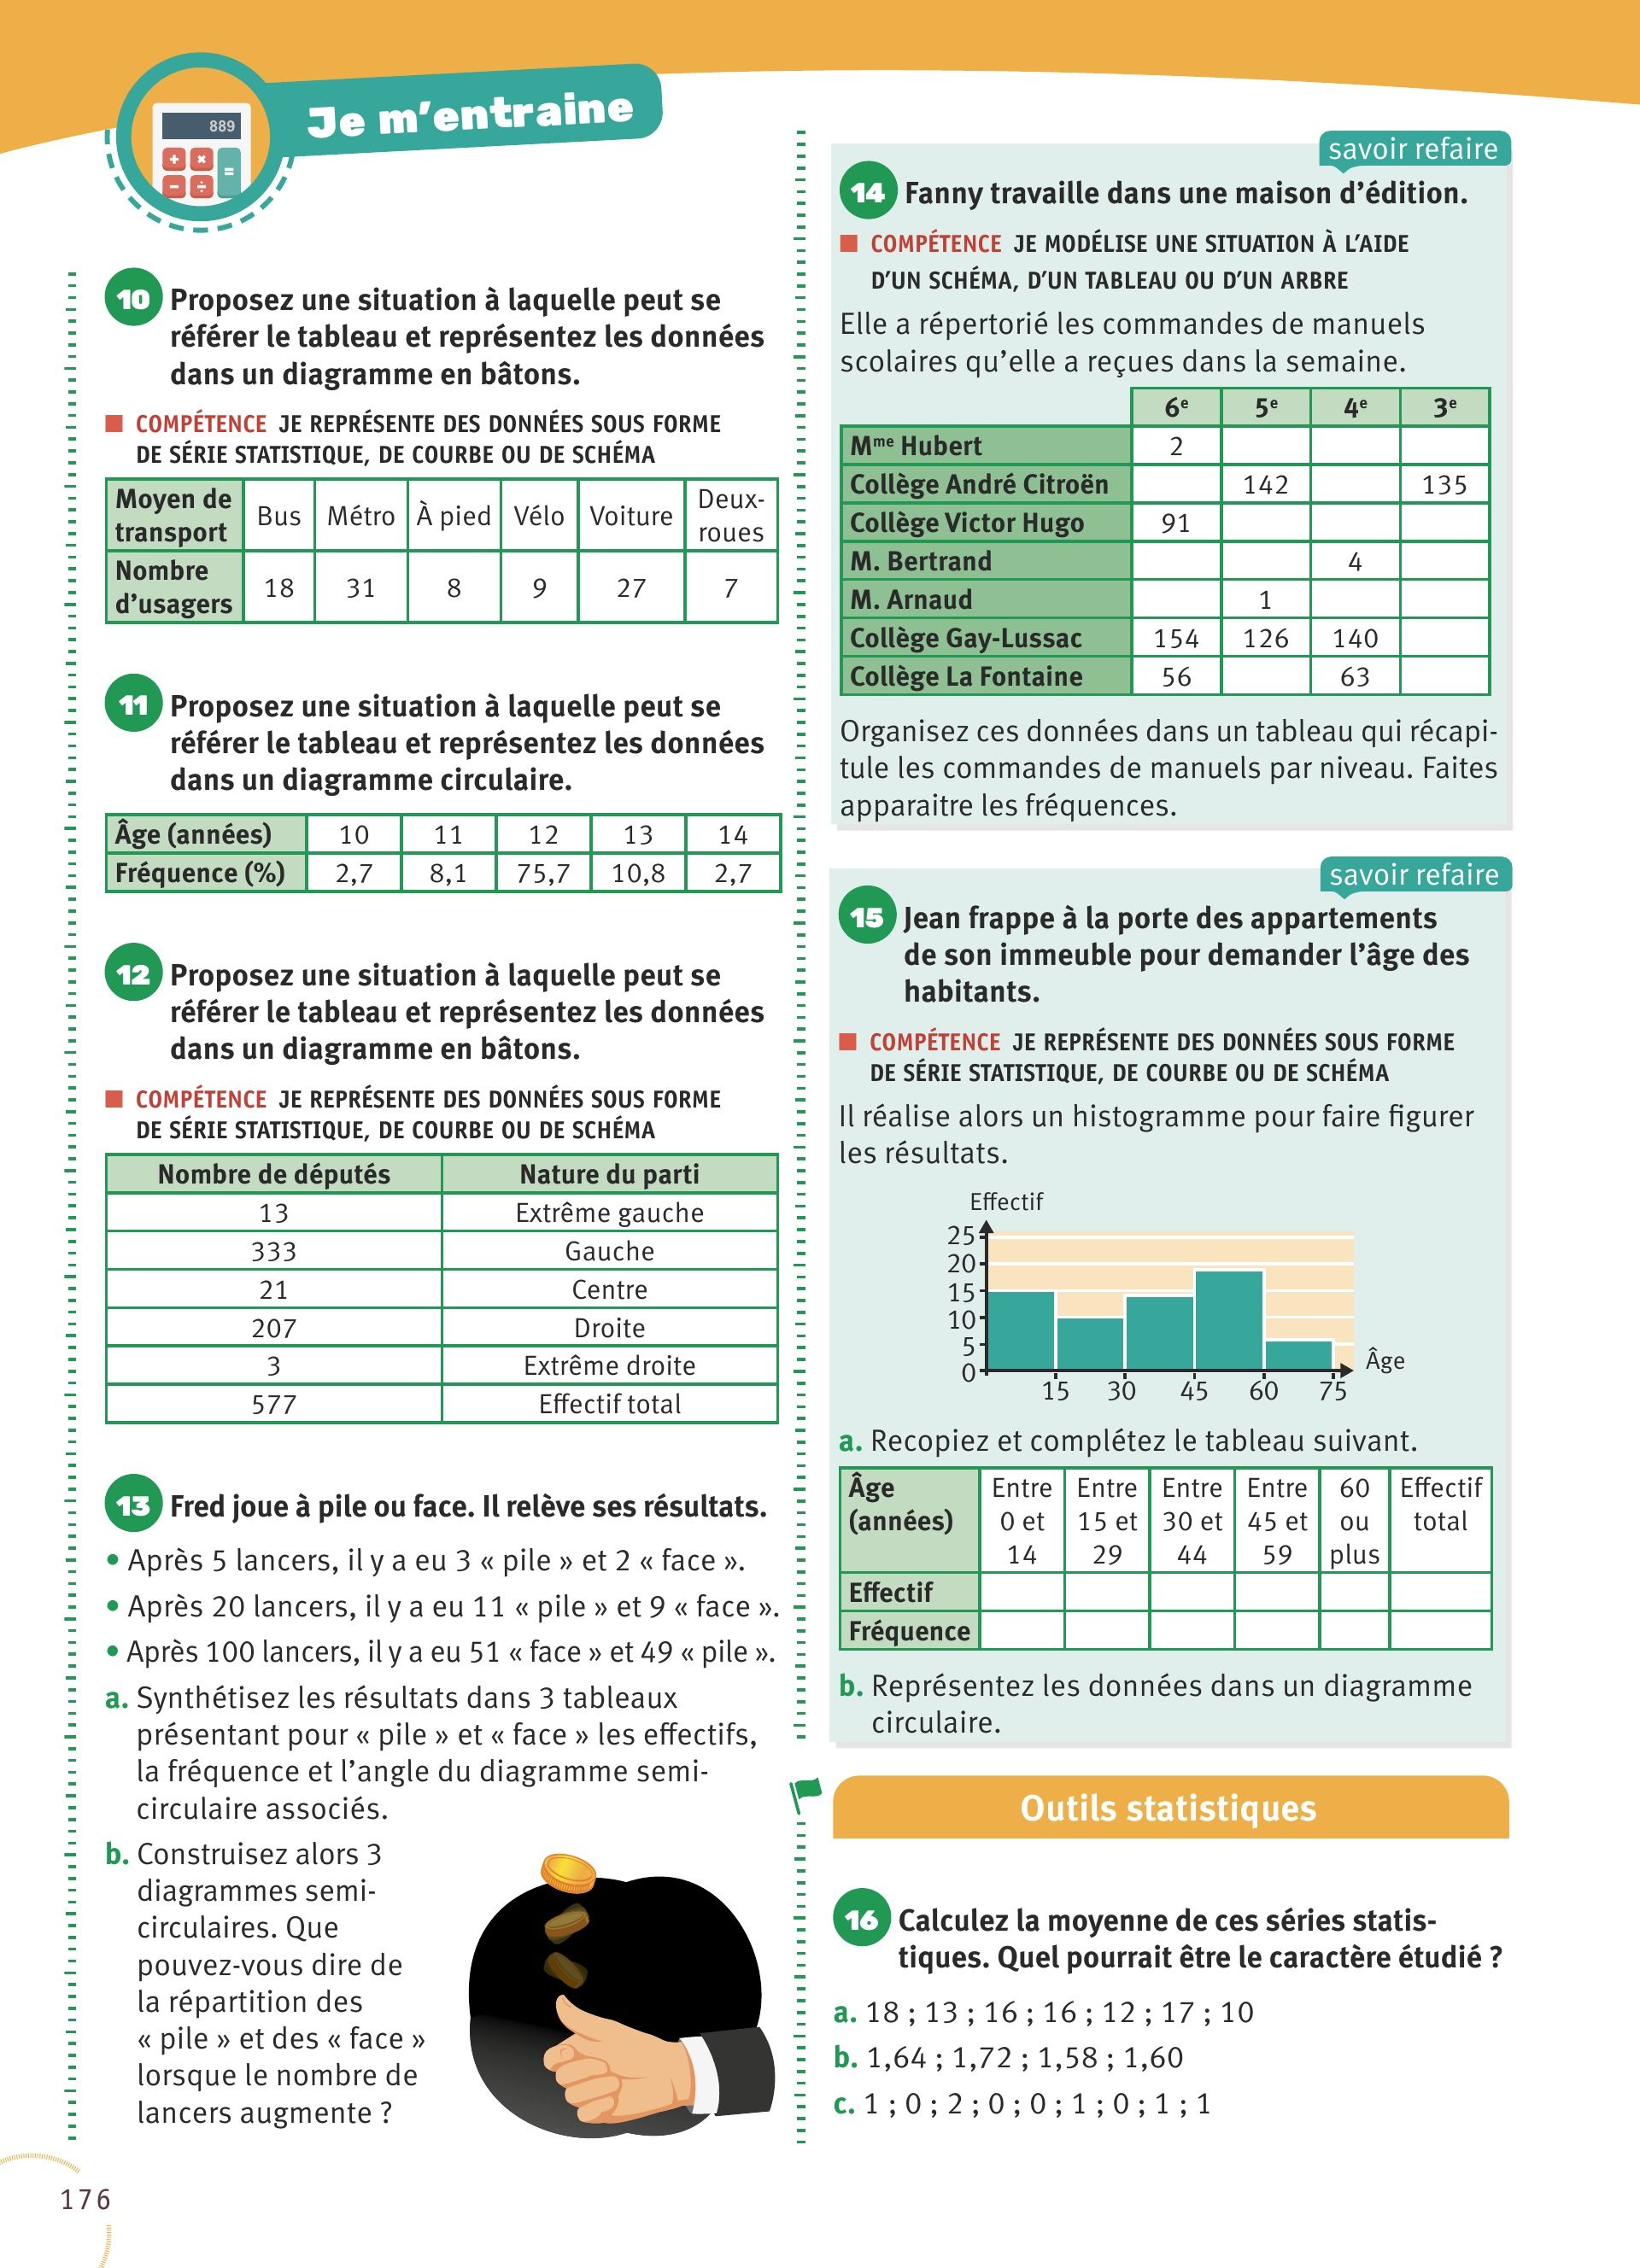 889
Je m'entraine
10 Proposez une situation à laquelle peut se
référer le tableau et représentez les données
dans un diagramme en bâtons.
COMPÉTENCE JE REPRÉSENTE DES DONNÉES SOUS FORME
DE SÉRIE STATISTIQUE, DE COURBE OU DE SCHÉMA
Moyen de transport Bus Métro À pied Vélo Voiture Deux-roues
Nombre d'usagers 18 31 8 9 27 7
11 Proposez une situation à laquelle peut se
référer le tableau et représentez les données
dans un diagramme circulaire.
Âge (années) 10 11 12 13 14
Fréquence (%) 2,7 8,1 75,7 10,8 2,7
12 Proposez une situation à laquelle peut se
référer le tableau et représentez les données
dans un diagramme en bâtons.
COMPÉTENCE JE REPRÉSENTE DES DONNÉES SOUS FORME
DE SÉRIE STATISTIQUE, DE COURBE OU DE SCHÉMA
Nombre de députés Nature du parti
13 Extrême gauche
333 Gauche
21 Centre
207 Droite
3 Extrême droite
577 Effectif total
13 Fred joue à pile ou face. Il relève ses résultats.
• Après 5 lancers, il y a eu 3 « pile » et 2 « face ».
• Après 20 lancers, il y a eu 11 « pile » et 9 « face ».
• Après 100 lancers, il y a eu 51 « face » et 49 « pile ».
a. Synthétisez les résultats dans 3 tableaux
présentant pour « pile » et « face » les effectifs,
la fréquence et l'angle du diagramme semi-
circulaire associés.
b. Construisez alors 3
diagrammes semi-
circulaires. Que
pouvez-vous dire de
la répartition des
« pile » et des « face »
lorsque le nombre de
lancers augmente ?
176
savoir refaire
14 Fanny travaille dans une maison d'édition.
COMPÉTENCE JE MODÉLISE UNE SITUATION À L'AIDE
D'UN SCHÉMA, D'UN TABLEAU OU D'UN ARBRE
Elle a répertorié les commandes de manuels
scolaires qu'elle a reçues dans la semaine.
6e 5e 4e 3e
Mme Hubert 2
Collège André Citroën 142 135
Collège Victor Hugo 91
M. Bertrand 4
M. Arnaud 1
Collège Gay-Lussac 154 126 140
Collège La Fontaine 56 63
Organisez ces données dans un tableau qui récapi-
tule les commandes de manuels par niveau. Faites
apparaitre les fréquences.
savoir refaire
15 Jean frappe à la porte des appartements
de son immeuble pour demander l'âge des
habitants.
COMPÉTENCE JE REPRÉSENTE DES DONNÉES SOUS FORME
DE SÉRIE STATISTIQUE, DE COURBE OU DE SCHÉMA
Il réalise alors un histogramme pour faire figurer
les résultats.
Effectif
25
20
15
10
5
0
Âge
15 30 45 60 75
a. Recopiez et complétez le tableau suivant.
Âge (années) Entre 0 et 14 Entre 15 et 29 Entre 30 et 44 Entre 45 et 59 60 ou plus Effectif total
Effectif
Fréquence
b. Représentez les données dans un diagramme
circulaire.
Outils statistiques
16 Calculez la moyenne de ces séries statis-
tiques. Quel pourrait être le caractère étudié ?
a. 18 ; 13 ; 16 ; 16 ; 12 ; 17 ; 10
b. 1,64 ; 1,72 ; 1,58 ; 1,60
c. 1 ; 0 ; 2 ; 0 ; 0 ; 1 ; 0 ; 1 ; 1